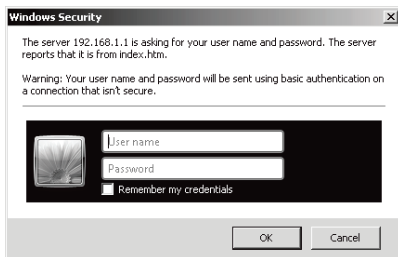 Windows Security
The server 192.168.1.1 is asking for your user name and password. The server
reports that it is from index.htm.
Warning: Your user name and password will be sent using basic authentication on
a connection that isn't secure.
User name
Password
Remember my credentials
OK
Cancel